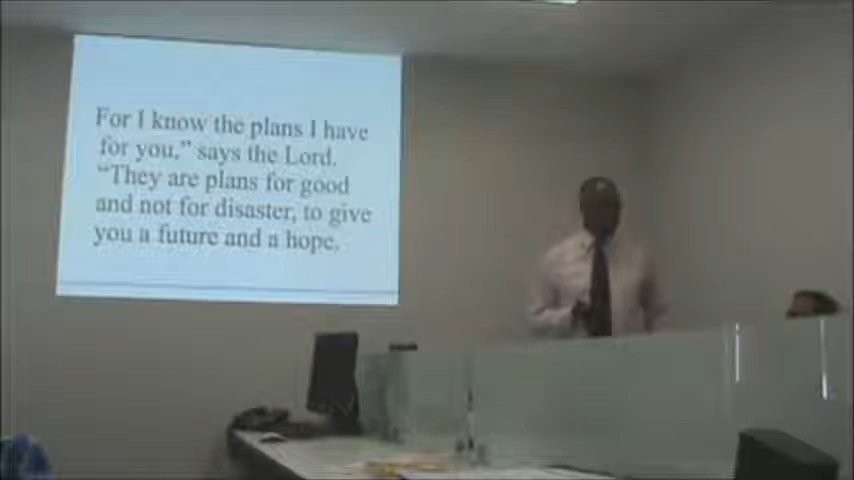 For I know the plans I have
for you,” says the Lord.
“They are plans for good
and not for disaster, to give
you a future and a hope.